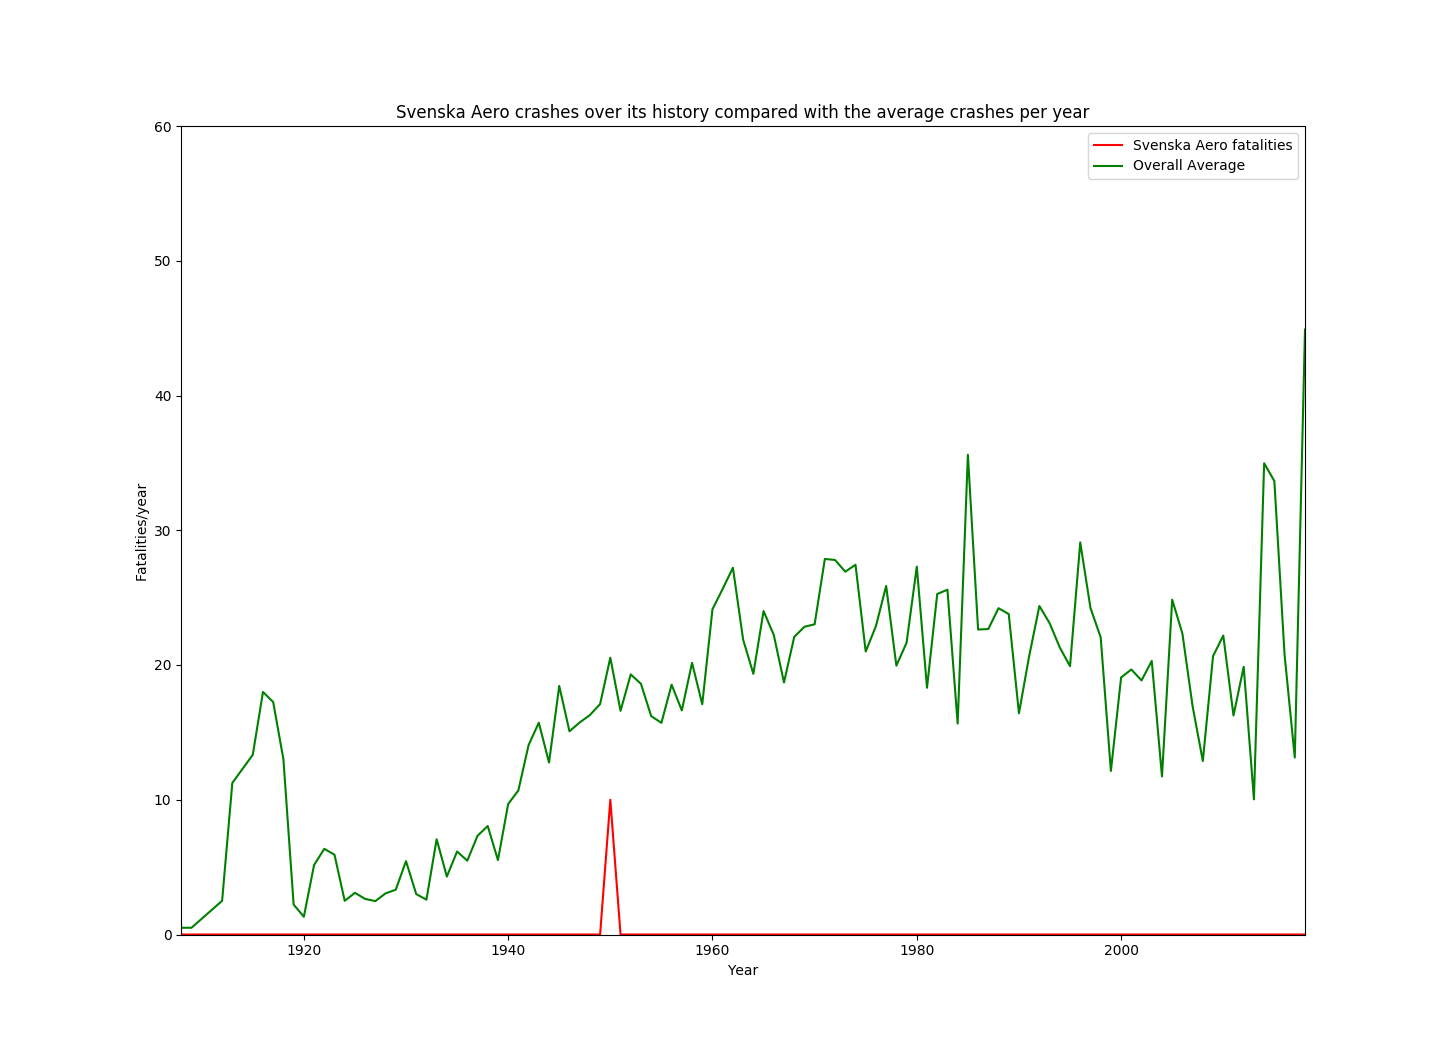 Svenska Aero crashes over its history compared with the average crashes per year
Svenska Aero fatalities
Overall Average
60
50
40
30
20
10
0
Fatalities/year
1920 1940 1960 1980 2000
Year